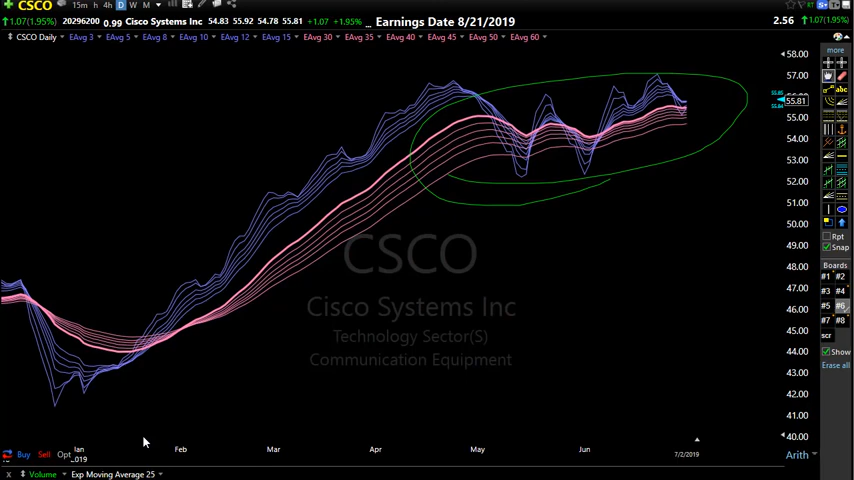 CSCO 15m h 4h D W M RT S
1.07(1.95%) 20296200 0.99 Cisco Systems Inc 54.83 55.92 54.78 55.81 +1.07 +1.95% ... Earnings Date 8/21/2019 2.56 1.07(1.95%)
CSCO Daily EAvg 3 EAvg 5 EAvg 8 EAvg 10 EAvg 12 EAvg 15 EAvg 30 EAvg 35 EAvg 40 EAvg 45 EAvg 50 EAvg 60
more
58.00
57.00
abc
55.81
55.00
54.00
53.00
52.00
51.00
50.00
49.00
48.00
47.00
46.00
45.00
44.00
43.00
42.00
41.00
40.00
CSCO
Cisco Systems Inc
Technology Sector(S)
Communication Equipment
Rpt
Snap
Boards
#1 #2
#3 #4
#5 #6
#7 #8
scr
Show
Erase all
Jan Feb Mar Apr May Jun
Buy Sell Opt 7/2/2019 Arith
2019
x Volume Exp Moving Average 25